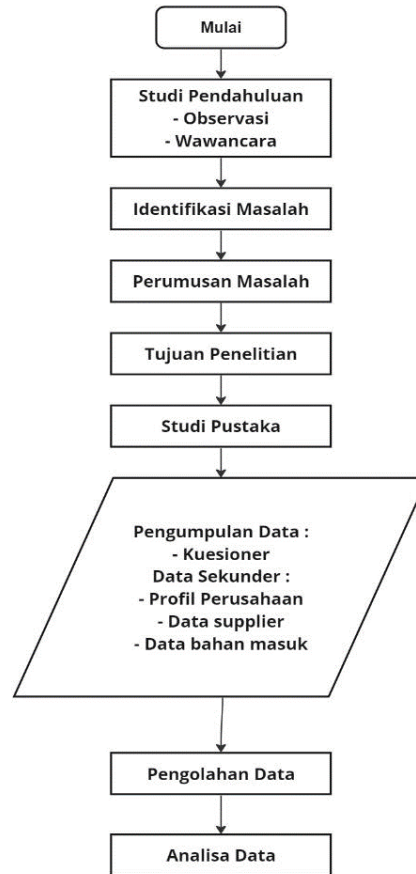 Mulai
Studi Pendahuluan
- Observasi
- Wawancara
Identifikasi Masalah
Perumusan Masalah
Tujuan Penelitian
Studi Pustaka
Pengumpulan Data :
- Kuesioner
Data Sekunder :
- Profil Perusahaan
- Data supplier
- Data bahan masuk
Pengolahan Data
Analisa Data